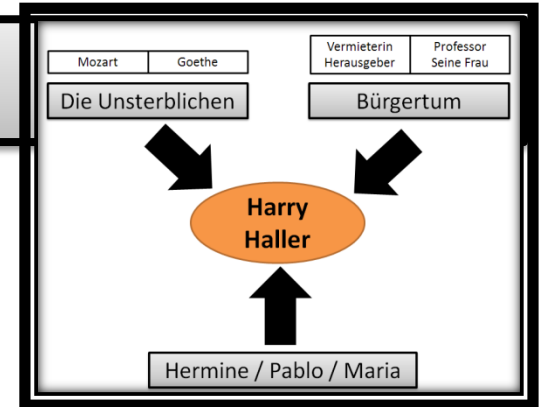 Mozart
Goethe
Die Unsterblichen
Vermieterin
Herausgeber
Professor
Seine Frau
Bürgertum
Harry
Haller
Hermine / Pablo / Maria